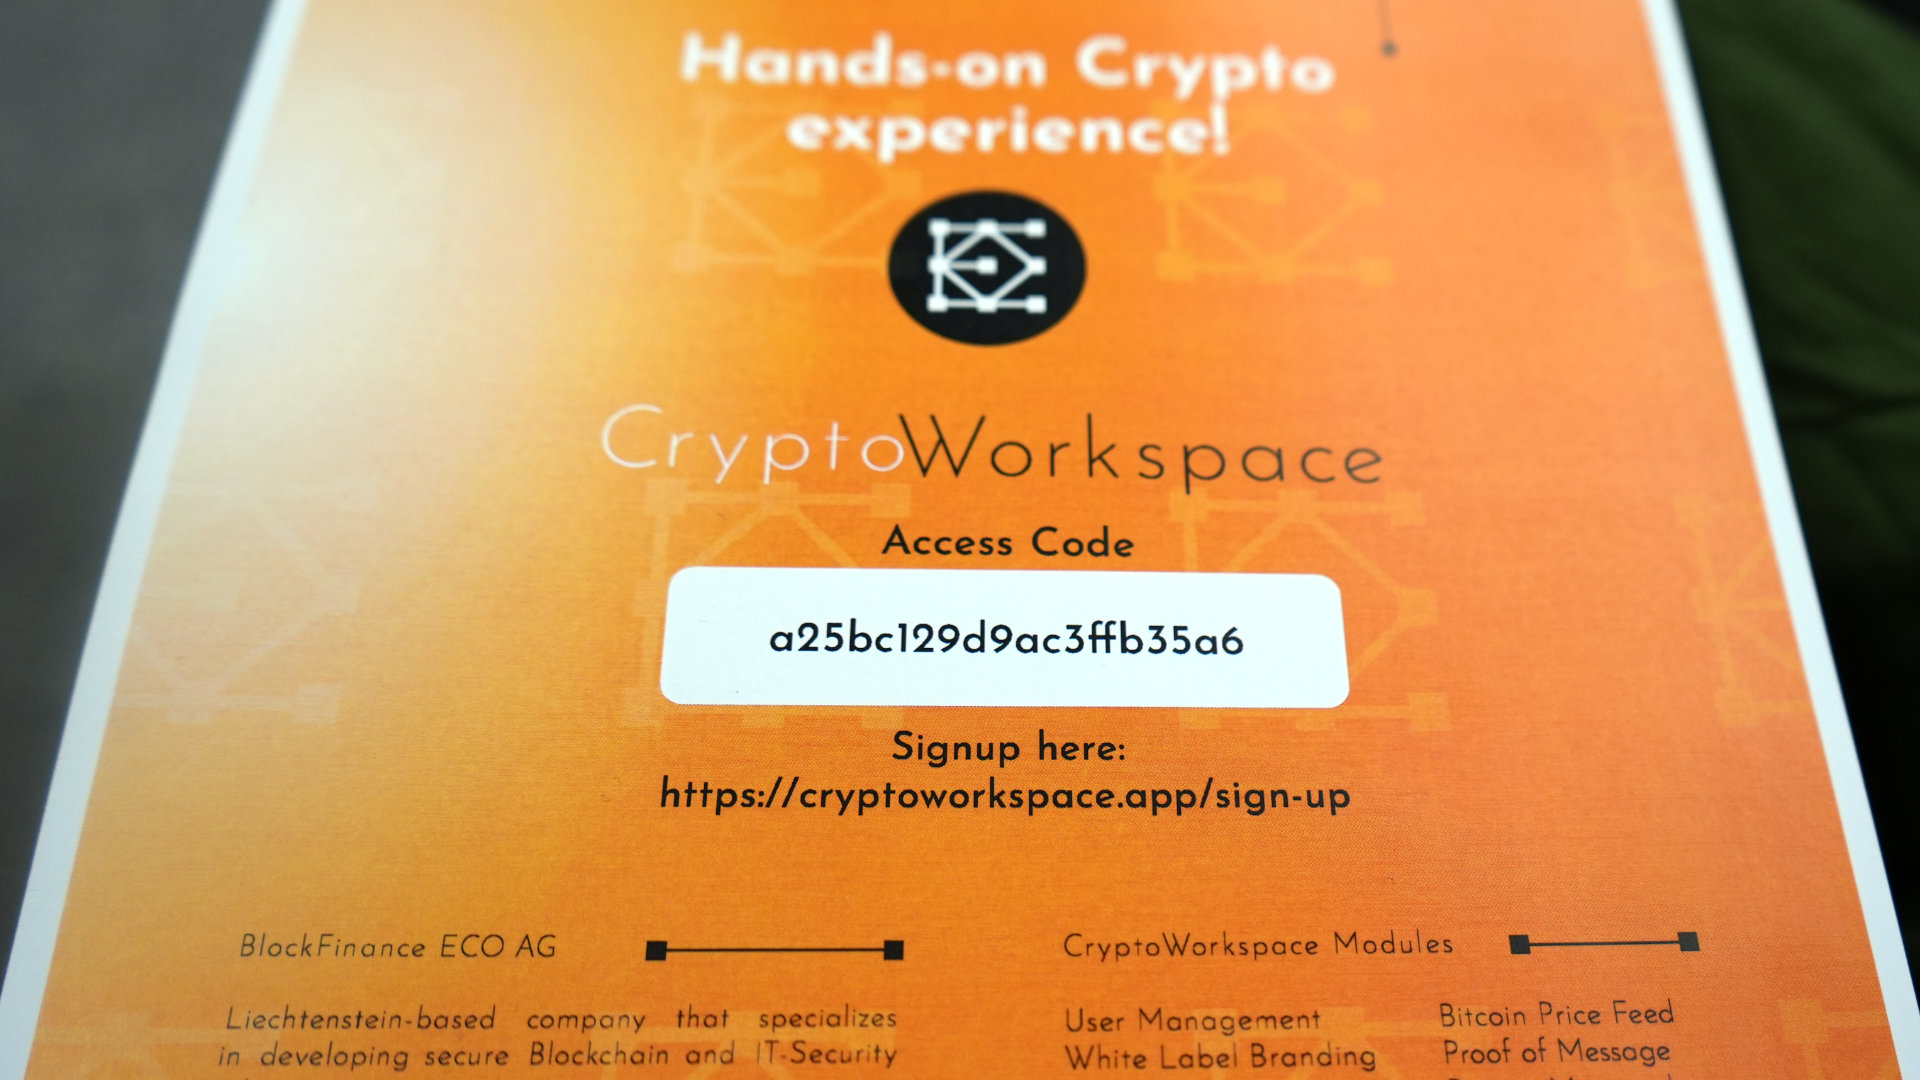 Hands-on Crypto
experience!
CryptoWorkspace
Access Code
a25bc129d9ac3ffb35a6
Signup here:
https://cryptoworkspace.app/sign-up
BlockFinance ECO AG
Liechtenstein-based company that specializes
in developing secure Blockchain and IT-Security
CryptoWorkspace Modules
User Management
White Label Branding
Bitcoin Price Feed
Proof of Message